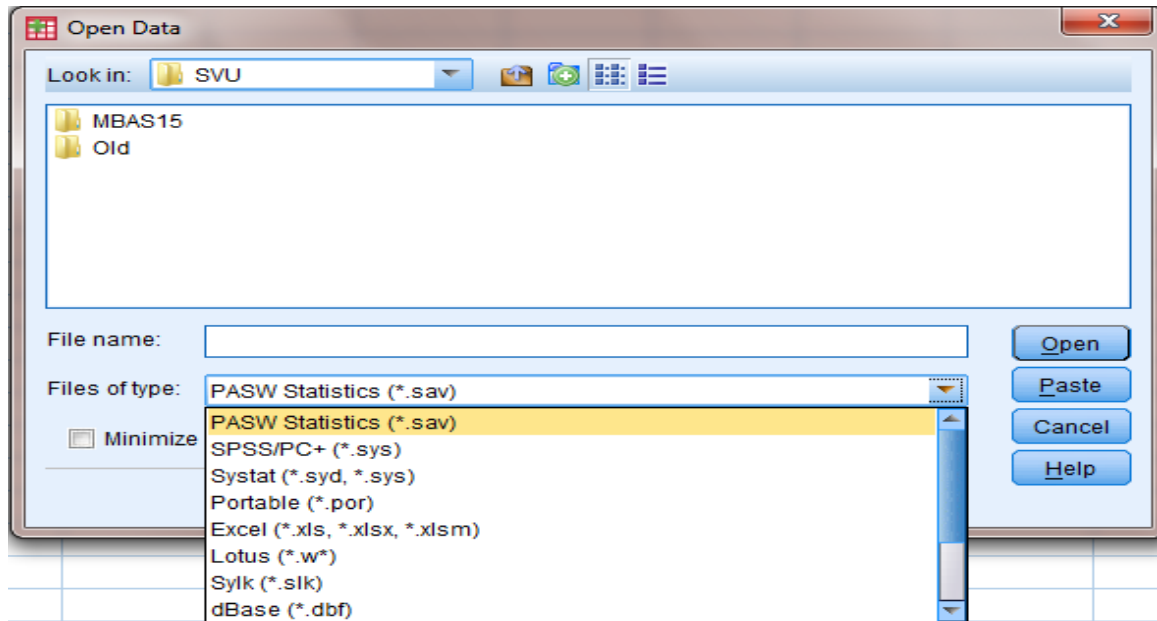 Open Data
Look in: SVU
MBAS15
Old
File name:
Open
Files of type: PASW Statistics (*.sav)
Paste
PASW Statistics (*.sav)
Minimize
Cancel
SPSS/PC+ (*.sys)
Systat (*.syd, *.sys)
Help
Portable (*.por)
Excel (*.xls, *.xlsx, *.xlsm)
Lotus (*.w*)
Sylk (*.slk)
dBase (*.dbf)